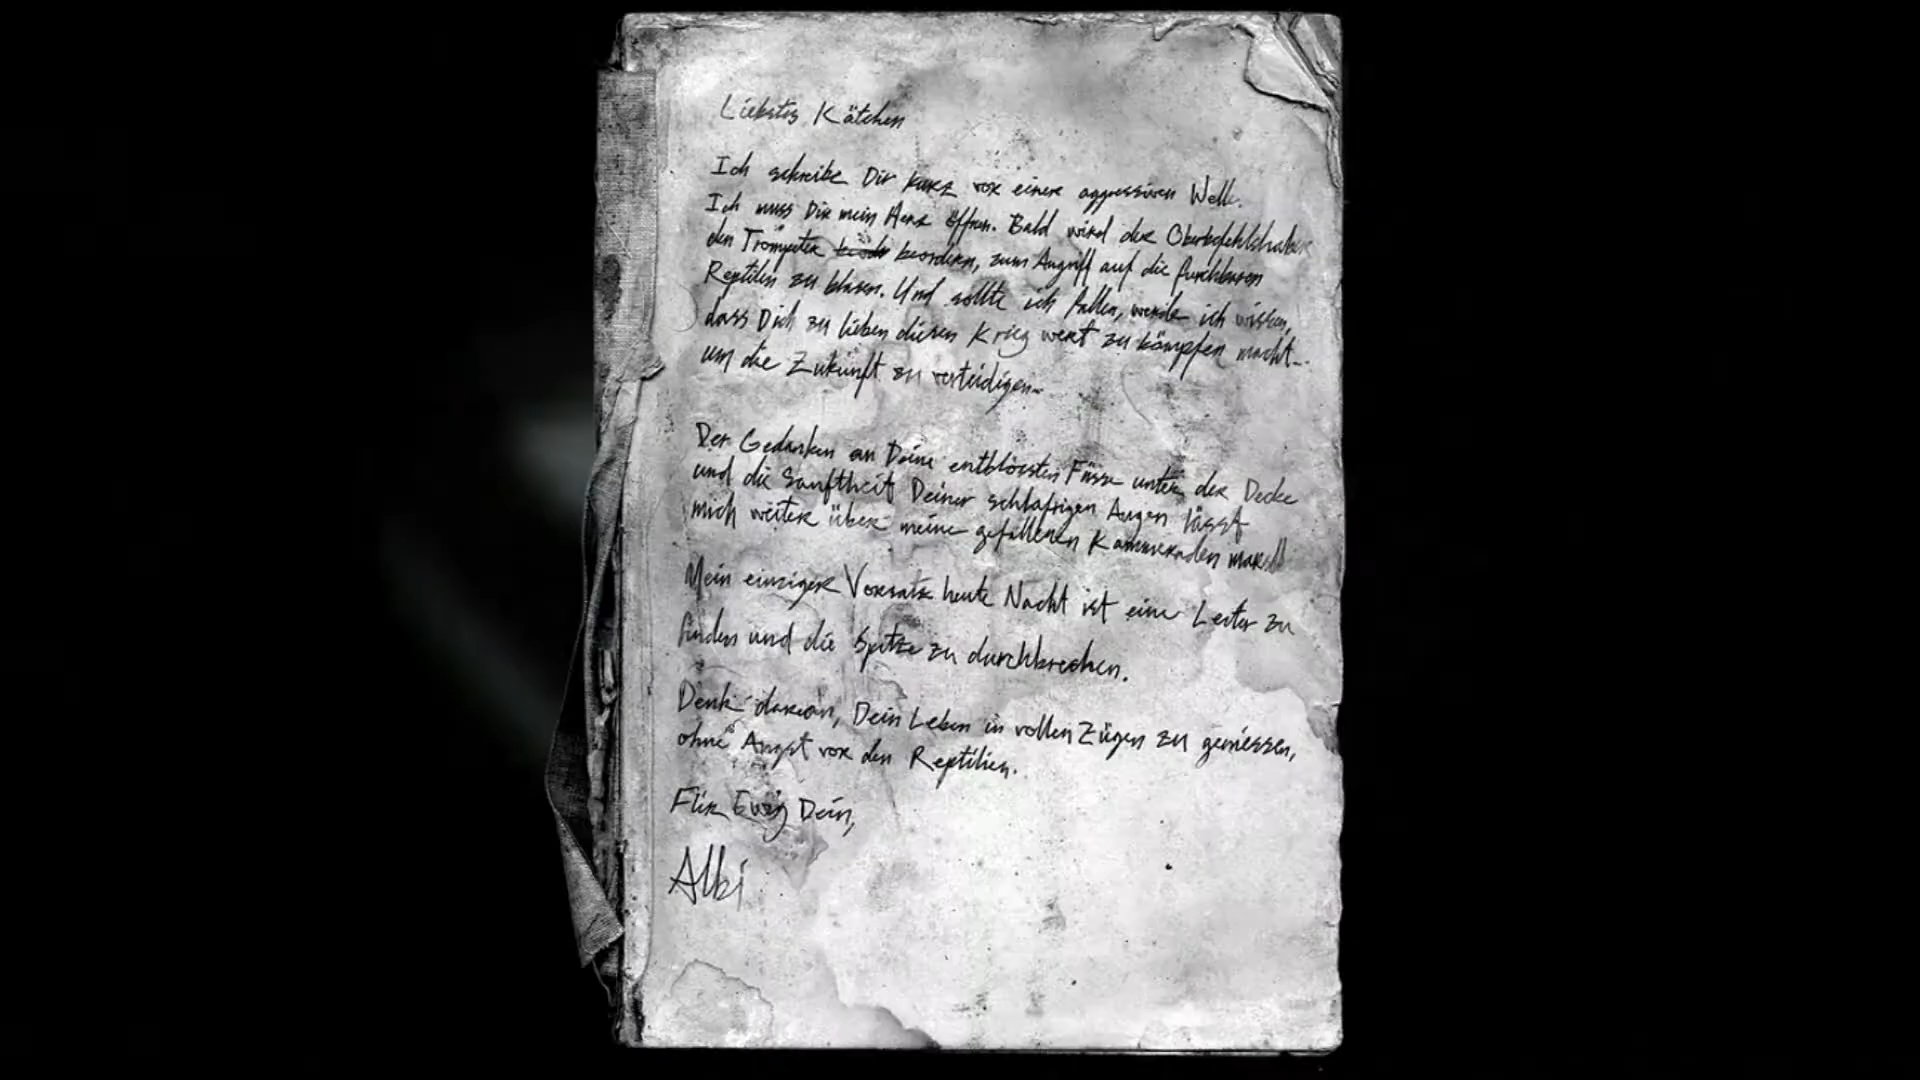 Liebstes Kätchen
Ich schreibe Dir kurz vor einer aggressiven Welle.
Ich muss Dir mein Herz öffnen. Bald wird der Oberbefehlshaber
den Trompeter beordern, zum Angriff auf die furchbaren
Reptilien zu blasen. Und sollte ich fallen, werde ich wissen,
dass Dich zu lieben diesen Krieg wert zu kämpfen macht...
um die Zukunft zu verteidigen...
Der Gedanken an Deine entblössten Füsse unter der Decke
und die Sanftheit Deiner schläfrigen Augen lässt
mich weiter über meine gefallenen Kammeraden
Mein einziger Vorsatz heute Nacht ist eine Leiter zu
finden und die Spitze zu durchbrechen.
Denk daran, Dein Leben in vollen Zügen zu geniessen,
ohne Angst vor den Reptilien.
Für Ewig Dein,
Albi